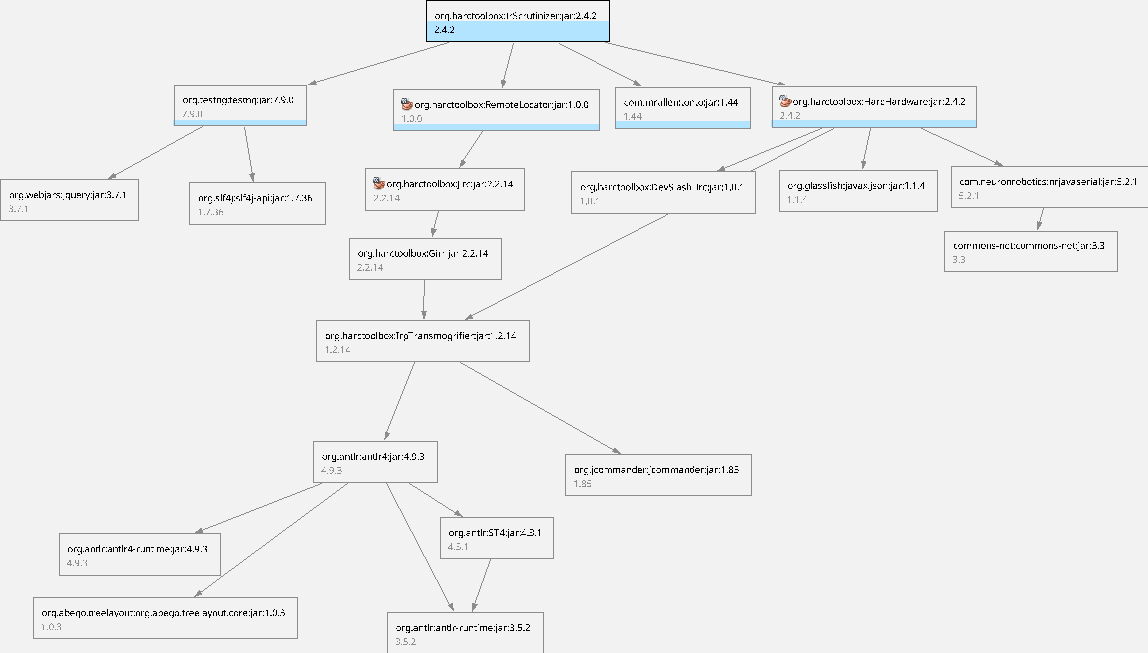 org.harctoolbox:IrScrutinizer:jar:2.4.2
2.4.2
org.testng:testng:jar:7.9.0
7.9.0
org.harctoolbox:RemoteLocator:jar:1.0.0
1.0.0
1.44
org.harctoolbox:HarcHardware:jar:2.4.2
2.4.2
org.webjars:jquery:jar:3.7.1
3.7.1
org.slf4j:slf4j-api:jar:1.7.36
1.7.36
org.harctoolbox:Jirc:jar:2.2.14
2.2.14
org.harctoolbox:DevSlashLirc:jar:1.0.1
1.0.1
org.glassfish:javax.json:jar:1.1.4
1.1.4
com.neuronrobotics:nrjavaserial:jar:5.2.1
5.2.1
org.harctoolbox:Girr:jar:2.2.14
2.2.14
commons-net:commons-net:jar:3.3
3.3
org.harctoolbox:IrpTransmogrifier:jar:1.2.14
1.2.14
org.antlr:antlr4:jar:4.9.3
4.9.3
org.jcommander:jcommander:jar:1.85
1.85
org.antlr:antlr4-runtime:jar:4.9.3
4.9.3
org.antlr:ST4:jar:4.3.1
4.3.1
org.abego.treelayout:org.abego.treelayout.core:jar:1.0.3
1.0.3
org.antlr:antlr-runtime:jar:3.5.2
3.5.2